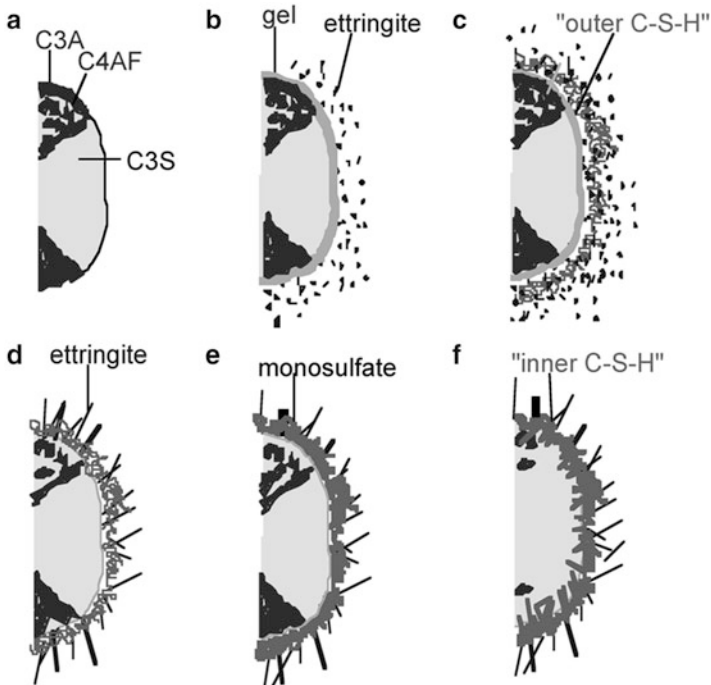 a
C3A
C4AF
C3S
b
gel
ettringite
c
"outer C-S-H"
d
ettringite
e
monosulfate
f
"inner C-S-H"